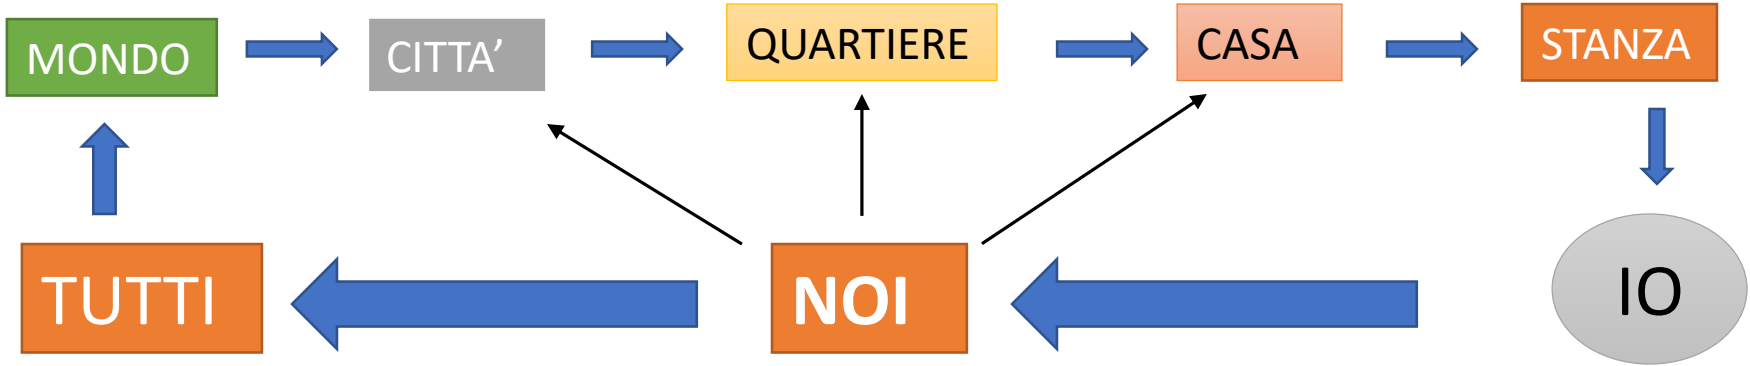 MONDO
CITTA’
QUARTIERE
CASA
STANZA
TUTTI
NOI
IO